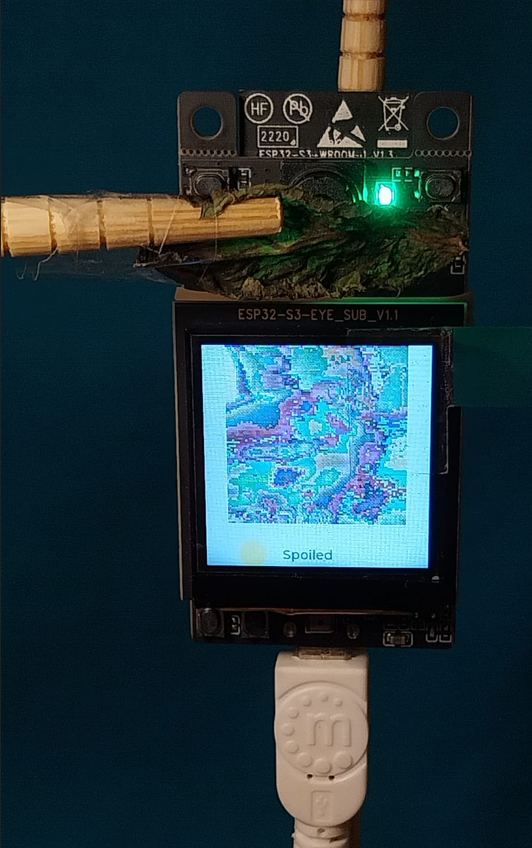 HF Pb
2220
ESP32-S3-WROOM-1_V1.3
ESP32-S3-EYE_SUB_V1.1
Spoiled
m